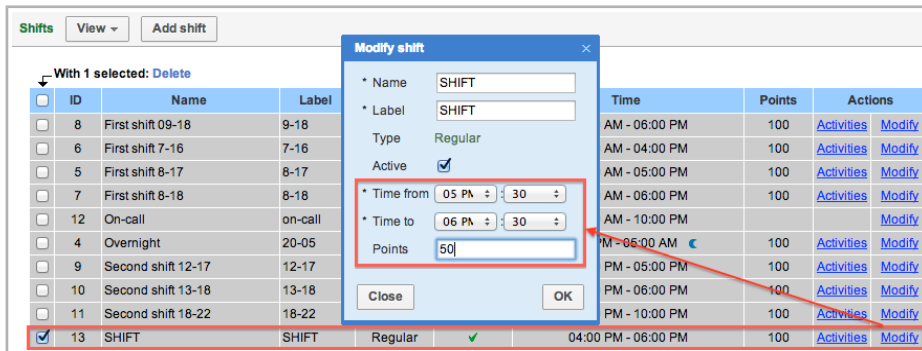 Shifts View Add shift
With 1 selected: Delete
ID Name Label Time Points Actions
8 First shift 09-18 9-18 AM - 06:00 PM 100 Activities Modify
6 First shift 7-16 7-16 AM - 04:00 PM 100 Activities Modify
5 First shift 8-17 8-17 AM - 05:00 PM 100 Activities Modify
7 First shift 8-18 8-18 AM - 06:00 PM 100 Activities Modify
12 On-call on-call AM - 10:00 PM Modify
4 Overnight 20-05 PM - 05:00 AM 100 Activities Modify
9 Second shift 12-17 12-17 PM - 05:00 PM 100 Activities Modify
10 Second shift 13-18 13-18 PM - 06:00 PM 100 Activities Modify
11 Second shift 18-22 18-22 PM - 10:00 PM 100 Activities Modify
13 SHIFT SHIFT Regular 04:00 PM - 06:00 PM 100 Activities Modify
Modify shift
* Name SHIFT
* Label SHIFT
Type Regular
Active
* Time from 05 PM : 30
* Time to 06 PM : 30
Points 50
Close OK